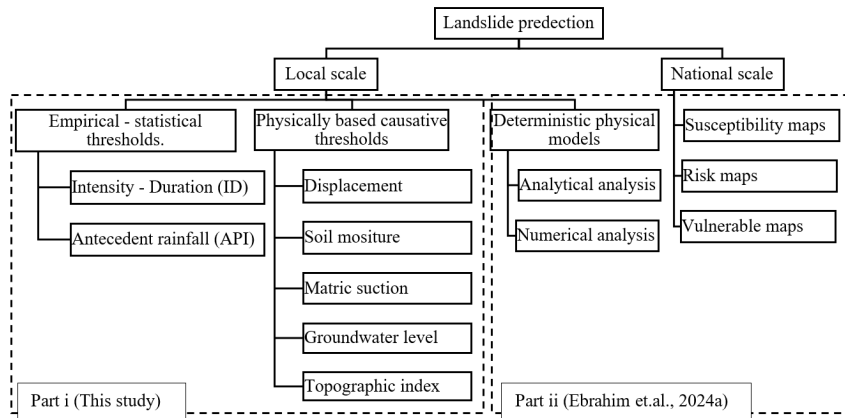 Landslide predection
Local scale
National scale
Empirical - statistical
thresholds.
Physically based causative
thresholds
Deterministic physical
models
Susceptibility maps
Intensity - Duration (ID)
Displacement
Analytical analysis
Risk maps
Antecedent rainfall (API)
Soil mositure
Numerical analysis
Vulnerable maps
Matric suction
Groundwater level
Topographic index
Part i (This study)
Part ii (Ebrahim et.al., 2024a)